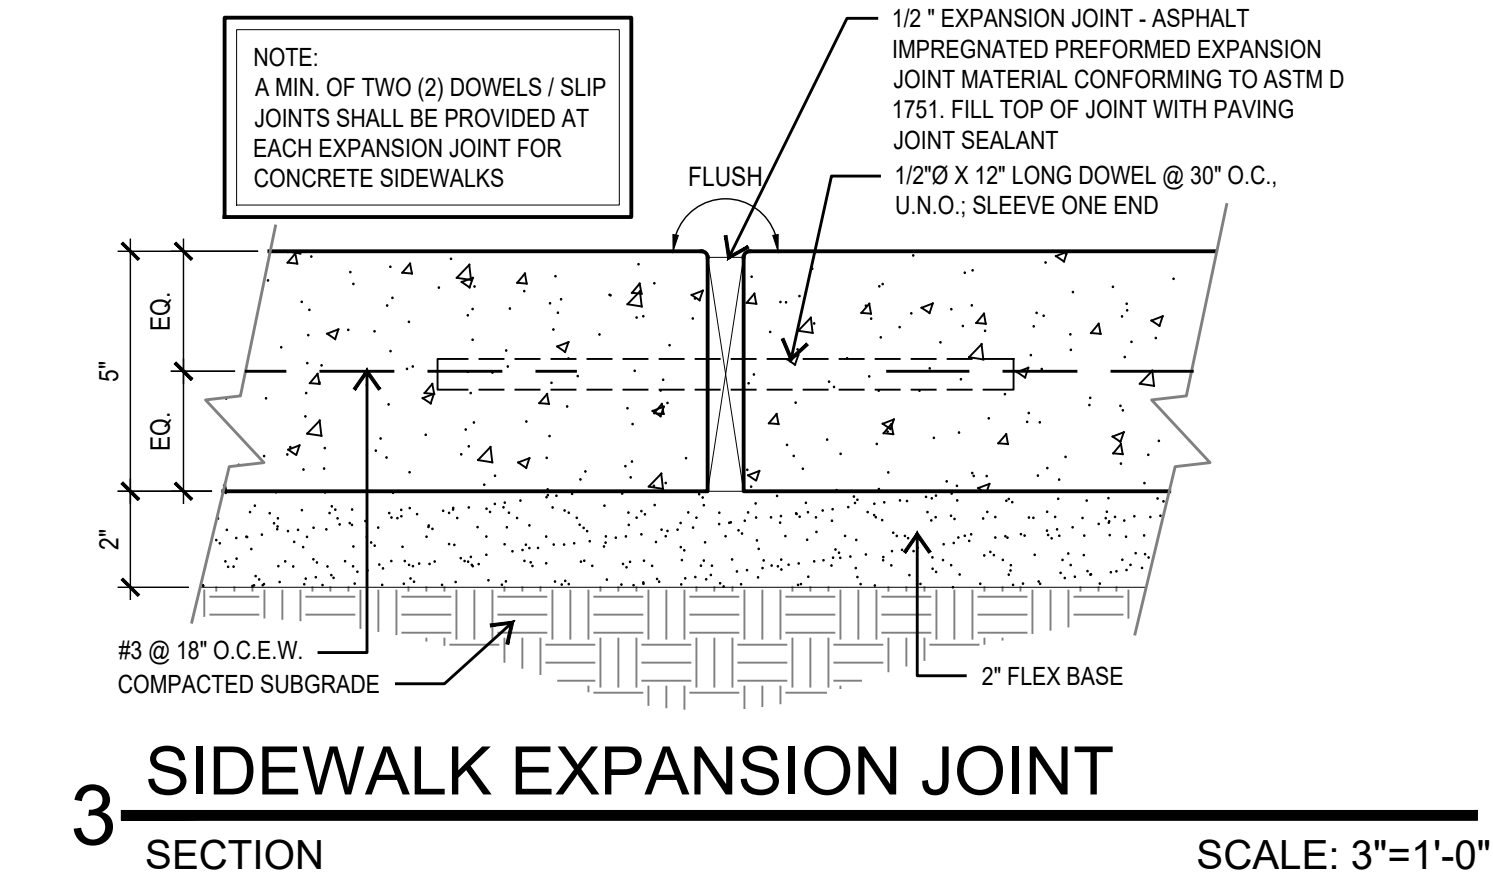 NOTE:
A MIN. OF TWO (2) DOWELS / SLIP
JOINTS SHALL BE PROVIDED AT
EACH EXPANSION JOINT FOR
CONCRETE SIDEWALKS
1/2 " EXPANSION JOINT - ASPHALT
IMPREGNATED PREFORMED EXPANSION
JOINT MATERIAL CONFORMING TO ASTM D
1751. FILL TOP OF JOINT WITH PAVING
JOINT SEALANT
FLUSH
1/2"Ø X 12" LONG DOWEL @ 30" O.C.,
U.N.O.; SLEEVE ONE END
5"
EQ.
EQ.
2"
#3 @ 18" O.C.E.W.
COMPACTED SUBGRADE
2" FLEX BASE
3
SIDEWALK EXPANSION JOINT
SECTION
SCALE: 3"=1'-0"